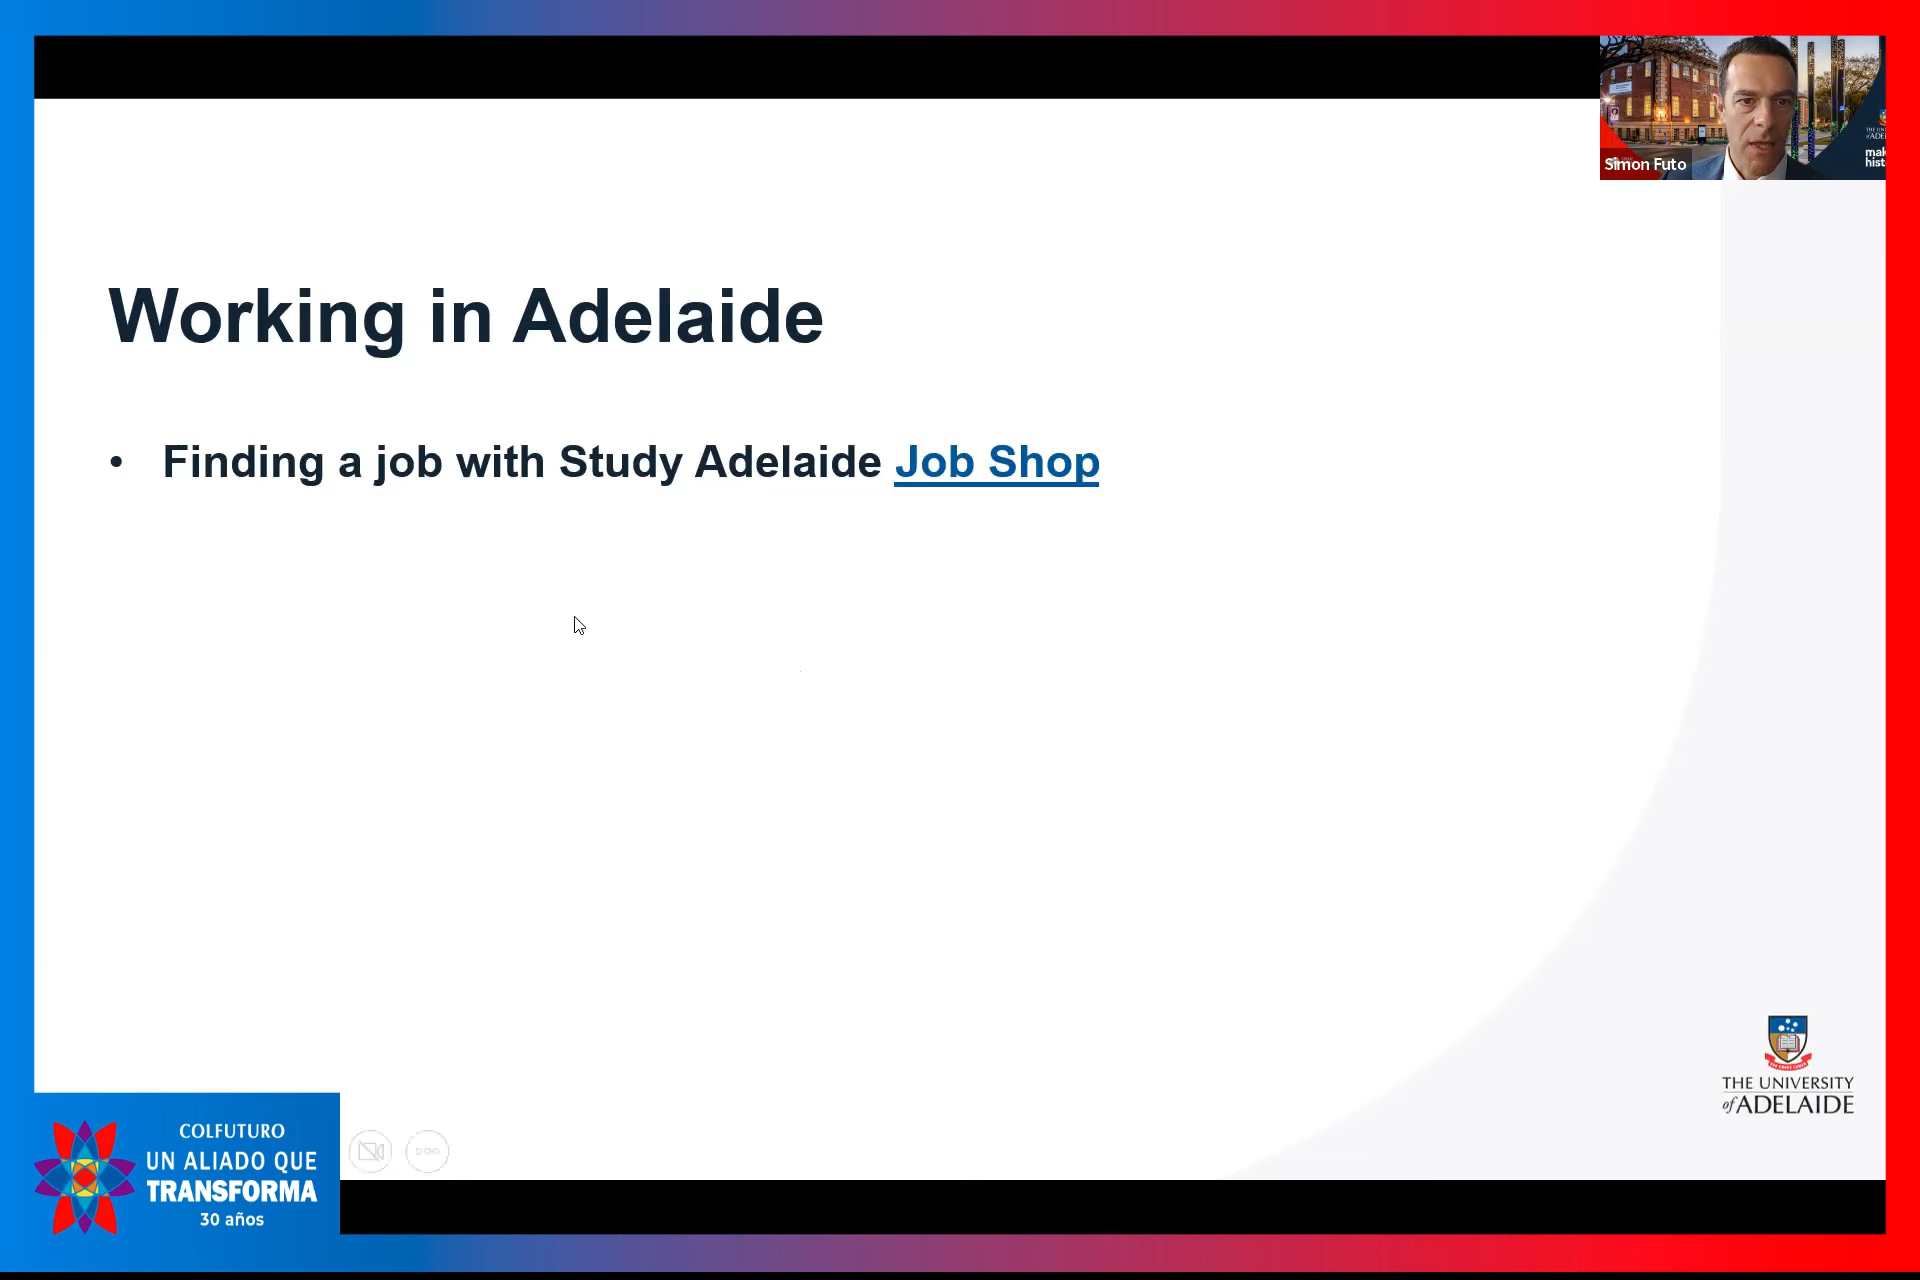 Simon Futo
Working in Adelaide
• Finding a job with Study Adelaide Job Shop
THE UNIVERSITY
of ADELAIDE
COLFUTURO
UN ALIADO QUE
TRANSFORMA
30 años